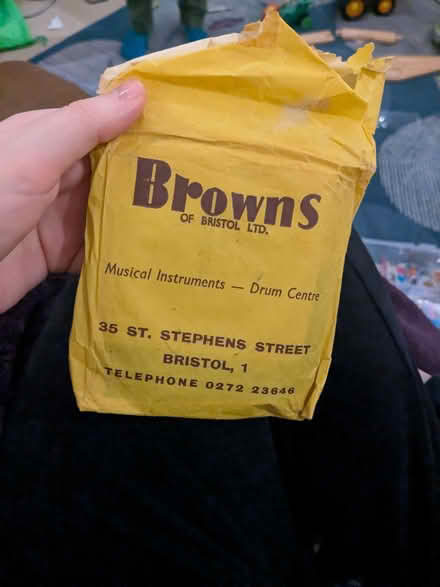 Browns
OF BRISTOL LTD.
Musical Instruments — Drum Centre
35 ST. STEPHENS STREET
BRISTOL, 1
TELEPHONE 0272 23646